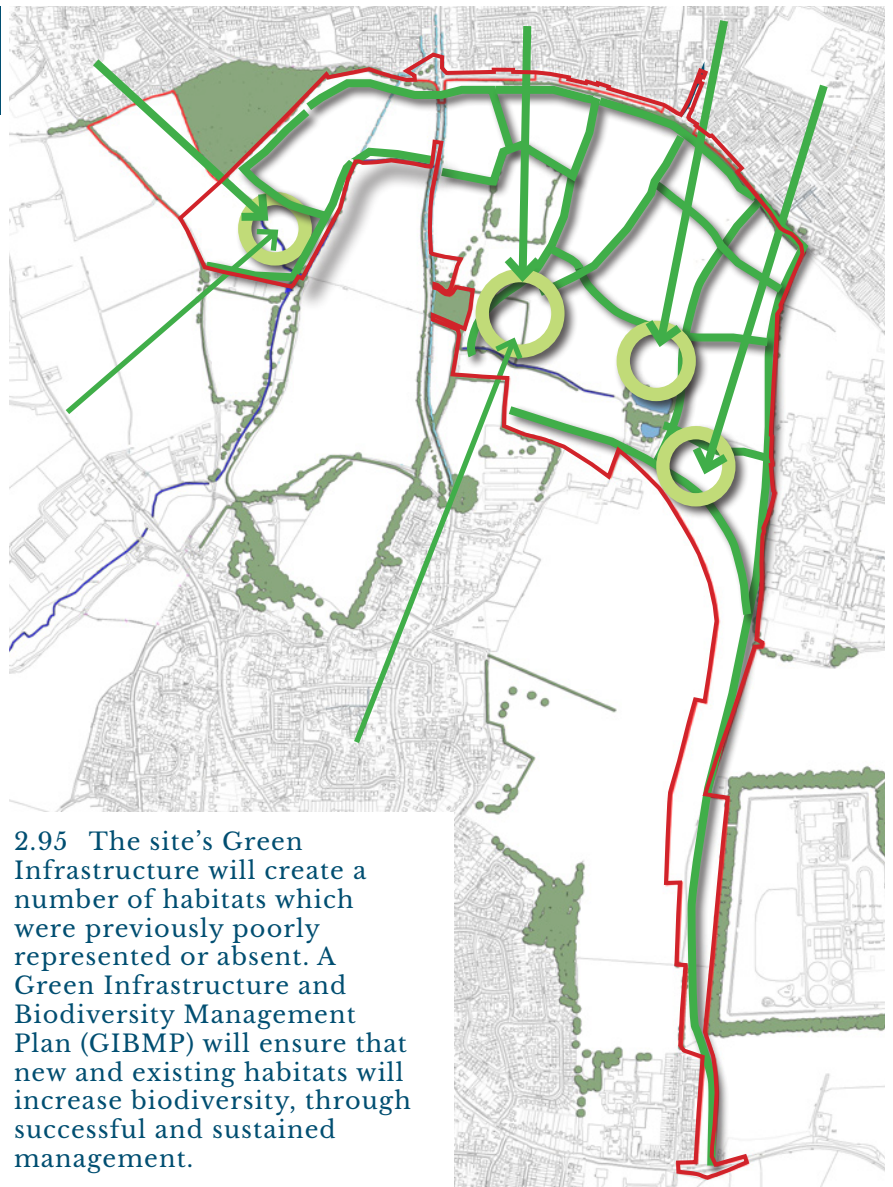 2.95 The site's Green
Infrastructure will create a
number of habitats which
were previously poorly
represented or absent. A
Green Infrastructure and
Biodiversity Management
Plan (GIBMP) will ensure that
new and existing habitats will
increase biodiversity, through
successful and sustained
management.